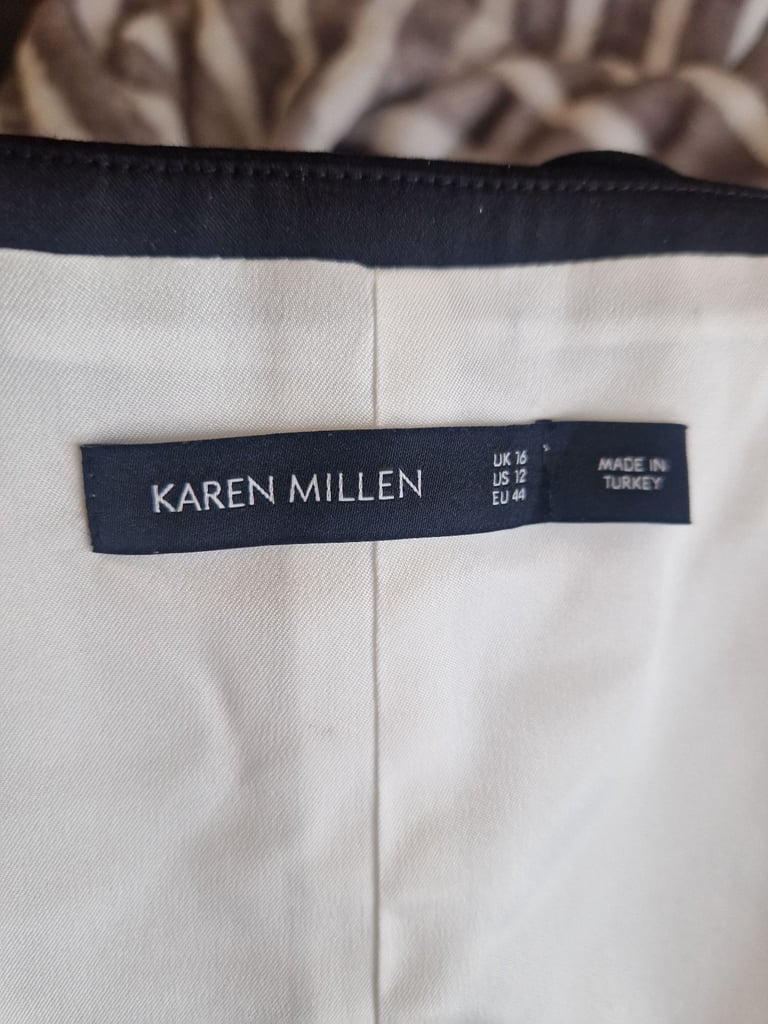 KAREN MILLEN
UK 16
US 12
EU 44
MADE IN
TURKEY